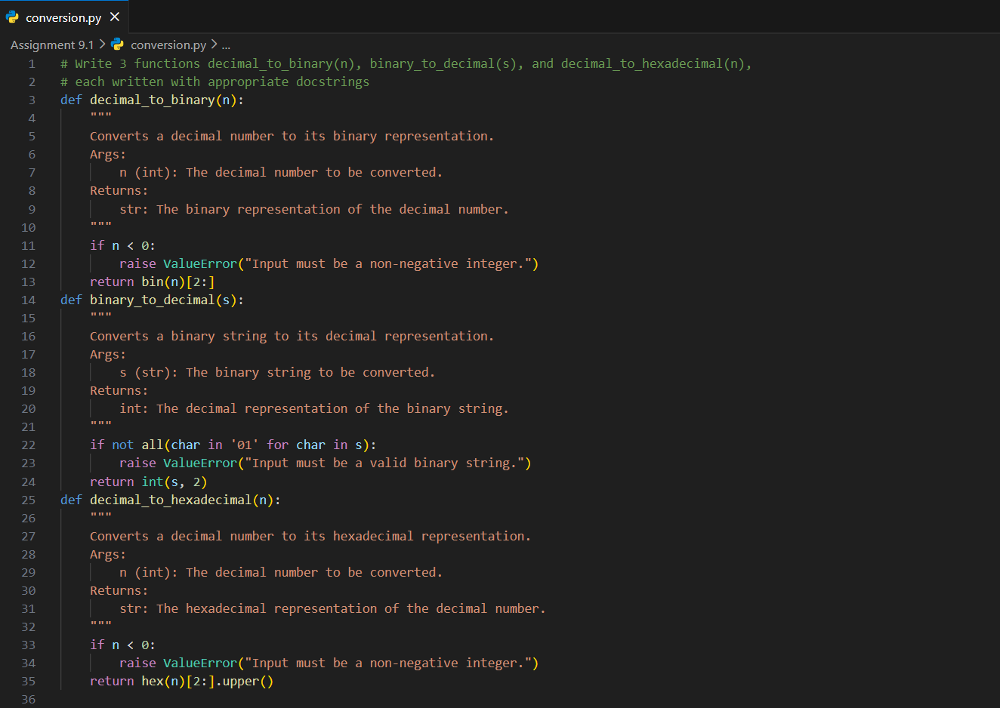 conversion.py
Assignment 9.1 > conversion.py > ...
1 # Write 3 functions decimal_to_binary(n), binary_to_decimal(s), and decimal_to_hexadecimal(n),
2 # each written with appropriate docstrings
3 def decimal_to_binary(n):
4     """
5     Converts a decimal number to its binary representation.
6     Args:
7         n (int): The decimal number to be converted.
8     Returns:
9         str: The binary representation of the decimal number.
10     """
11     if n < 0:
12         raise ValueError("Input must be a non-negative integer.")
13     return bin(n)[2:]
14 def binary_to_decimal(s):
15     """
16     Converts a binary string to its decimal representation.
17     Args:
18         s (str): The binary string to be converted.
19     Returns:
20         int: The decimal representation of the binary string.
21     """
22     if not all(char in '01' for char in s):
23         raise ValueError("Input must be a valid binary string.")
24     return int(s, 2)
25 def decimal_to_hexadecimal(n):
26     """
27     Converts a decimal number to its hexadecimal representation.
28     Args:
29         n (int): The decimal number to be converted.
30     Returns:
31         str: The hexadecimal representation of the decimal number.
32     """
33     if n < 0:
34         raise ValueError("Input must be a non-negative integer.")
35     return hex(n)[2:].upper()
36